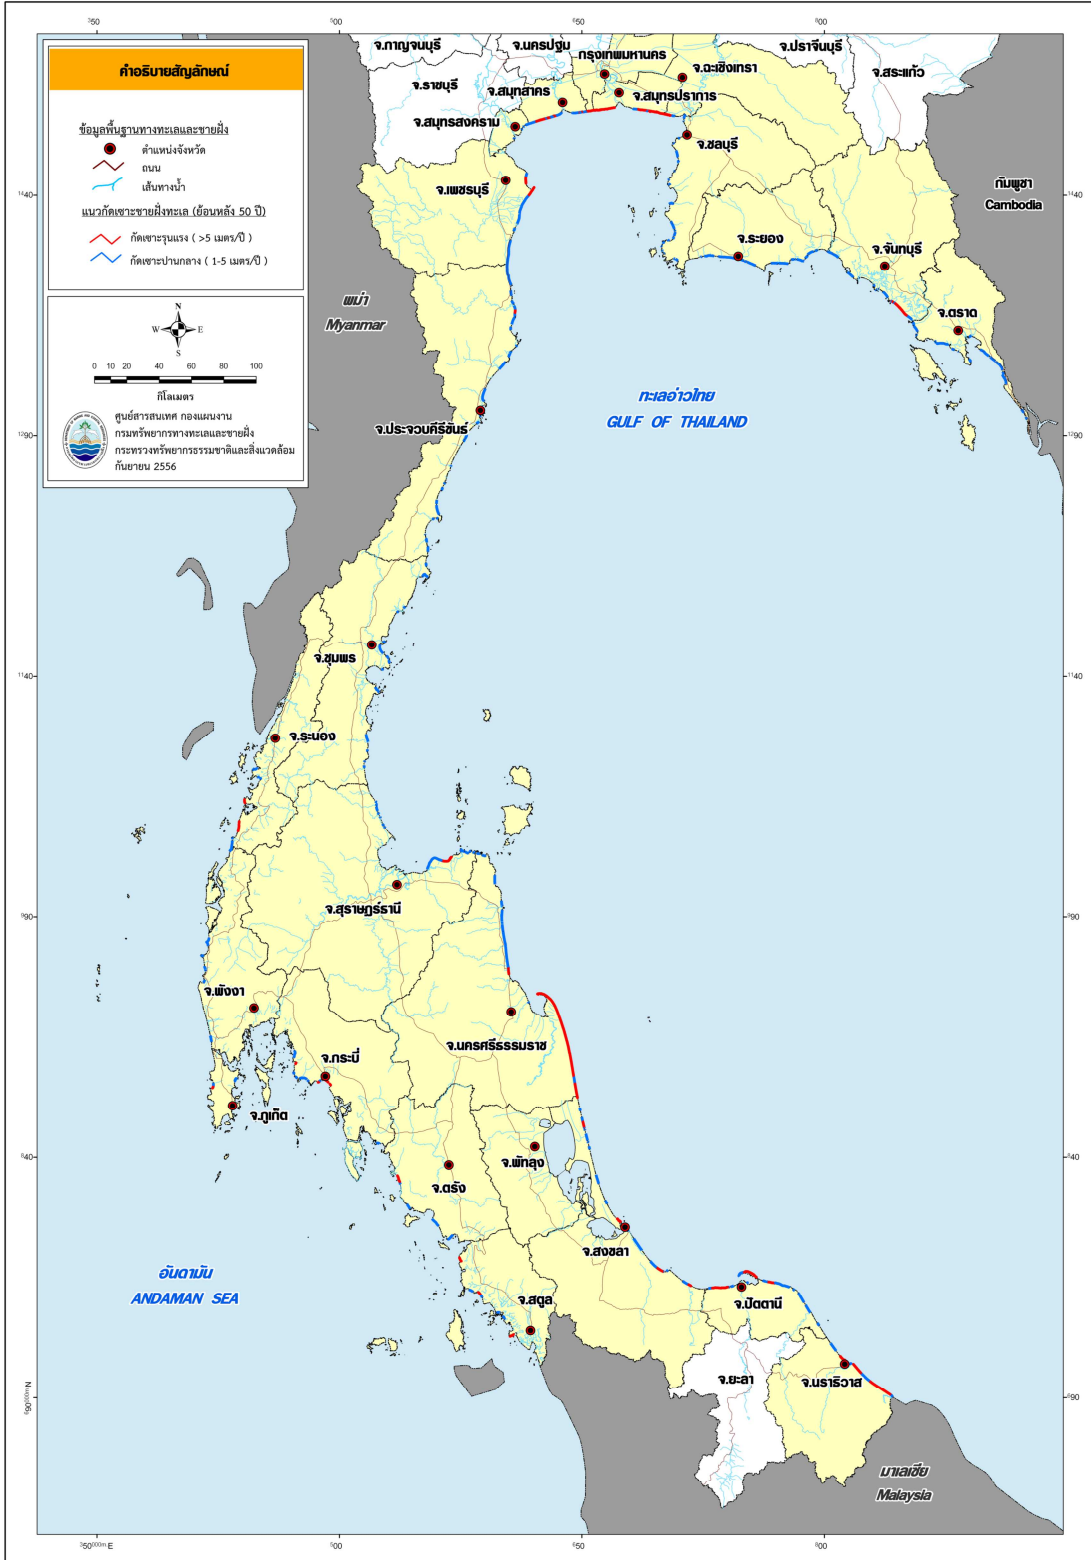 ³50
⁵00
⁶50
⁸00
คำอธิบายสัญลักษณ์
ข้อมูลพื้นฐานทางทะเลและชายฝั่ง
ตำแหน่งจังหวัด
ถนน
เส้นทางน้ำ
แนวกัดเซาะชายฝั่งทะเล (ย้อนหลัง 50 ปี)
กัดเซาะรุนแรง ( >5 เมตร/ปี )
กัดเซาะปานกลาง ( 1-5 เมตร/ปี )
N
W
E
S
0 10 20 40 60 80 100
กิโลเมตร
ศูนย์สารสนเทศ กองแผนงาน
กรมทรัพยากรทางทะเลและชายฝั่ง
กระทรวงทรัพยากรธรรมชาติและสิ่งแวดล้อม
กันยายน 2556
จ.กาญจนบุรี
จ.นครปฐม
กรุงเทพมหานคร
จ.ปราจีนบุรี
จ.ฉะเชิงเทรา
จ.สระแก้ว
จ.ราชบุรี
จ.สมุทสาคร
จ.สมุทรปราการ
จ.สมุทรสงคราม
จ.ชลบุรี
จ.เพชรบุรี
กัมพูชา
Cambodia
จ.ระยอง
จ.จันทบุรี
พม่า
Myanmar
จ.ตราด
ทะเลอ่าวไทย
GULF OF THAILAND
จ.ประจวบคีรีขันธ์
จ.ชุมพร
จ.ระนอง
จ.สุราษฎร์ธานี
จ.พังงา
จ.นครศรีธรรมราช
จ.กระบี่
จ.ภูเก็ต
จ.พัทลุง
จ.ตรัง
จ.สงขลา
อันดามัน
ANDAMAN SEA
จ.สตูล
จ.ปัตตานี
จ.ยะลา
จ.นราธิวาส
มาเลเซีย
Malaysia
³50⁰⁰⁰ᵐ·E
⁵00
⁶50
⁸00